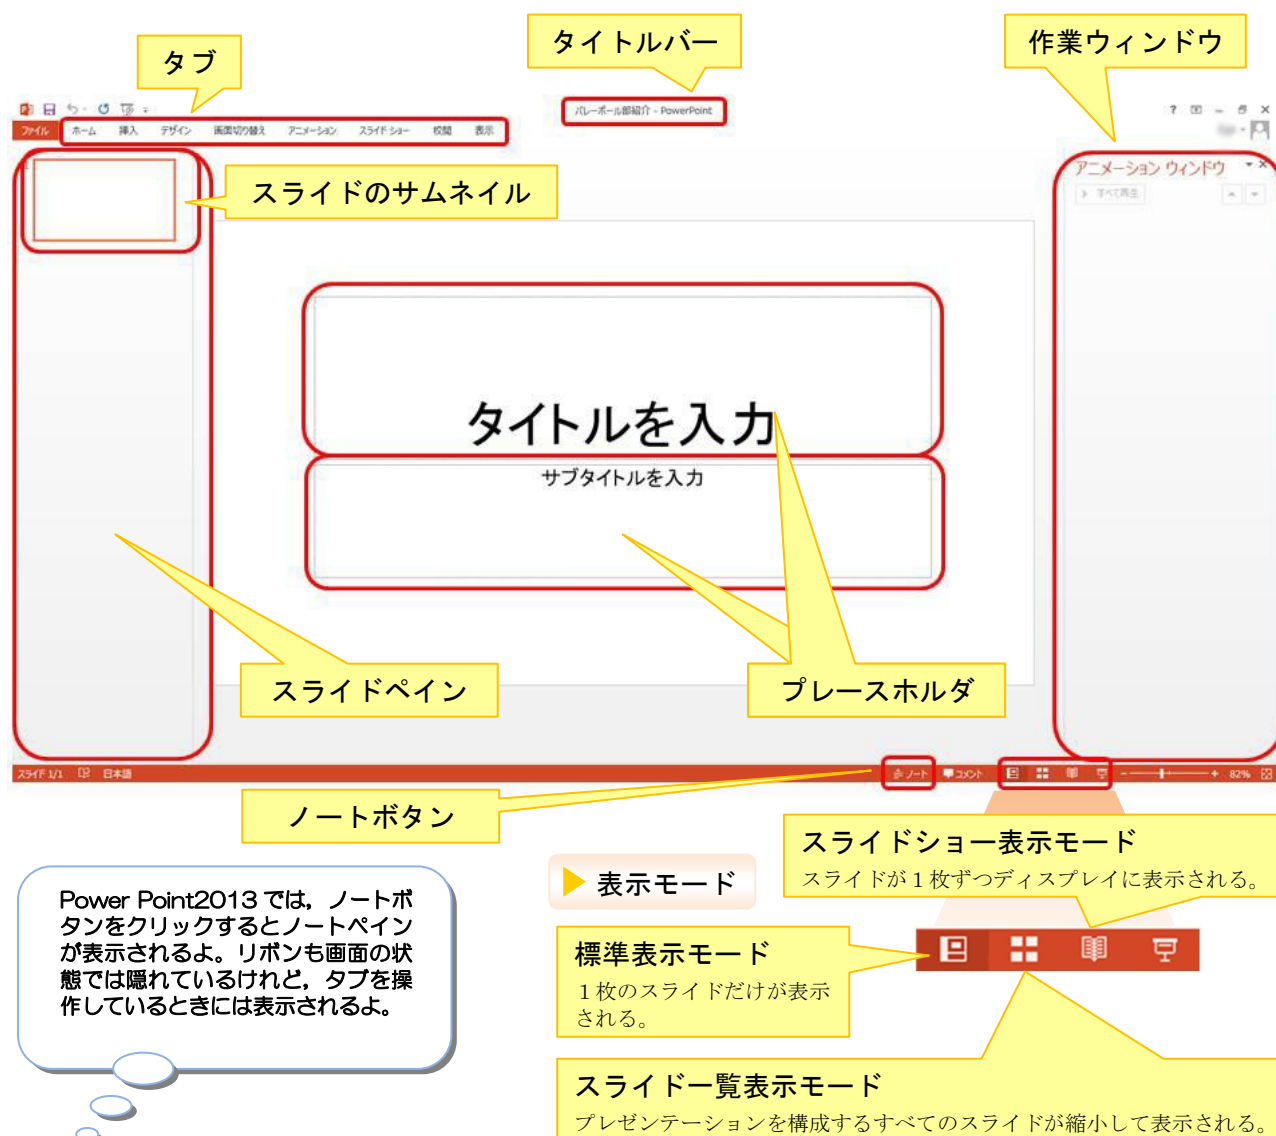 タブ
タイトルバー
作業ウィンドウ
バレーボール部紹介 - PowerPoint
ファイル ホーム 挿入 デザイン 画面切り替え アニメーション スライド ショー 校閲 表示
アニメーション ウィンドウ
すべて再生
スライドのサムネイル
タイトルを入力
サブタイトルを入力
スライドペイン
プレースホルダ
スライド 1/1 日本語 ノート コメント 82%
ノートボタン
スライドショー表示モード
スライドが１枚ずつディスプレイに表示される。
表示モード
Power Point2013 では，ノートボ
タンをクリックするとノートペイン
が表示されるよ。リボンも画面の状
態では隠れているけれど，タブを操
作しているときには表示されるよ。
標準表示モード
１枚のスライドだけが表示
される。
スライド一覧表示モード
プレゼンテーションを構成するすべてのスライドが縮小して表示される。